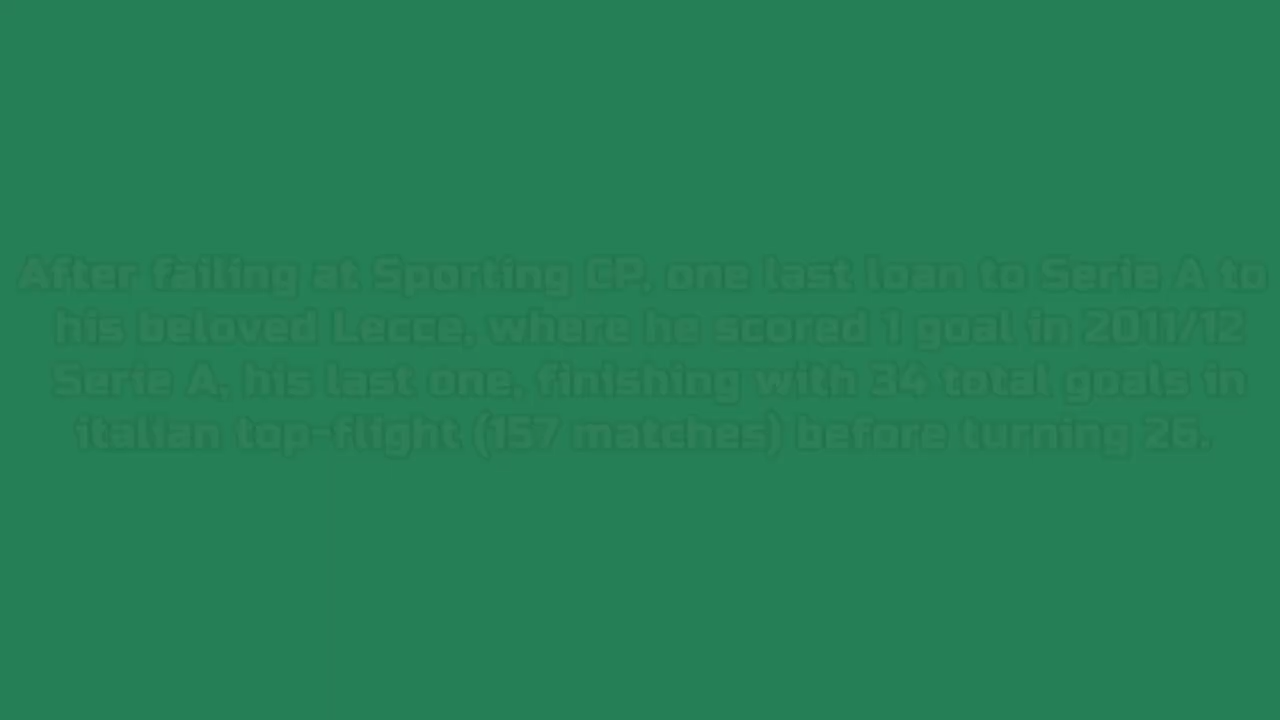 After failing at Sporting CP, one last loan to Serie A to
his beloved Lecce, where he scored 1 goal in 2011/12
Serie A, his last one, finishing with 34 total goals in
italian top-flight (157 matches) before turning 26.